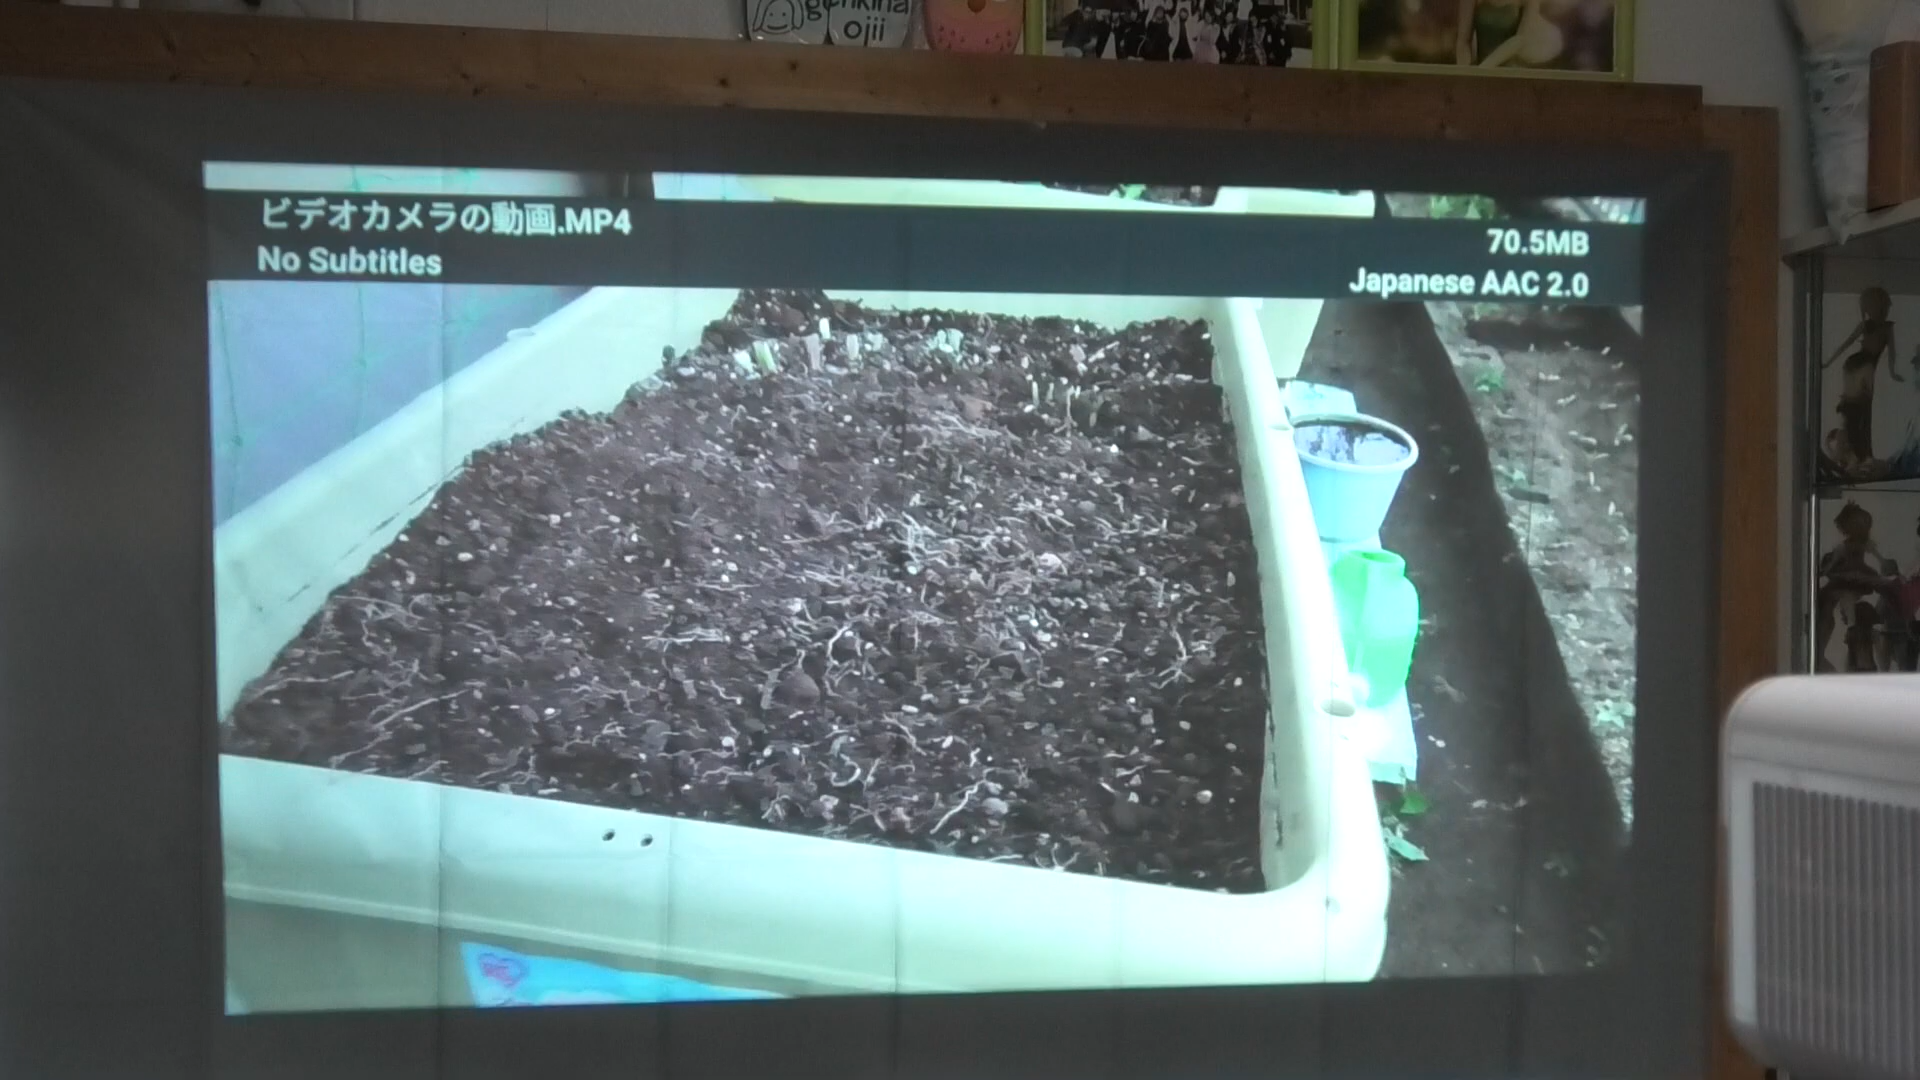 genkina
ojii
ビデオカメラの動画.MP4
70.5MB
No Subtitles
Japanese AAC 2.0